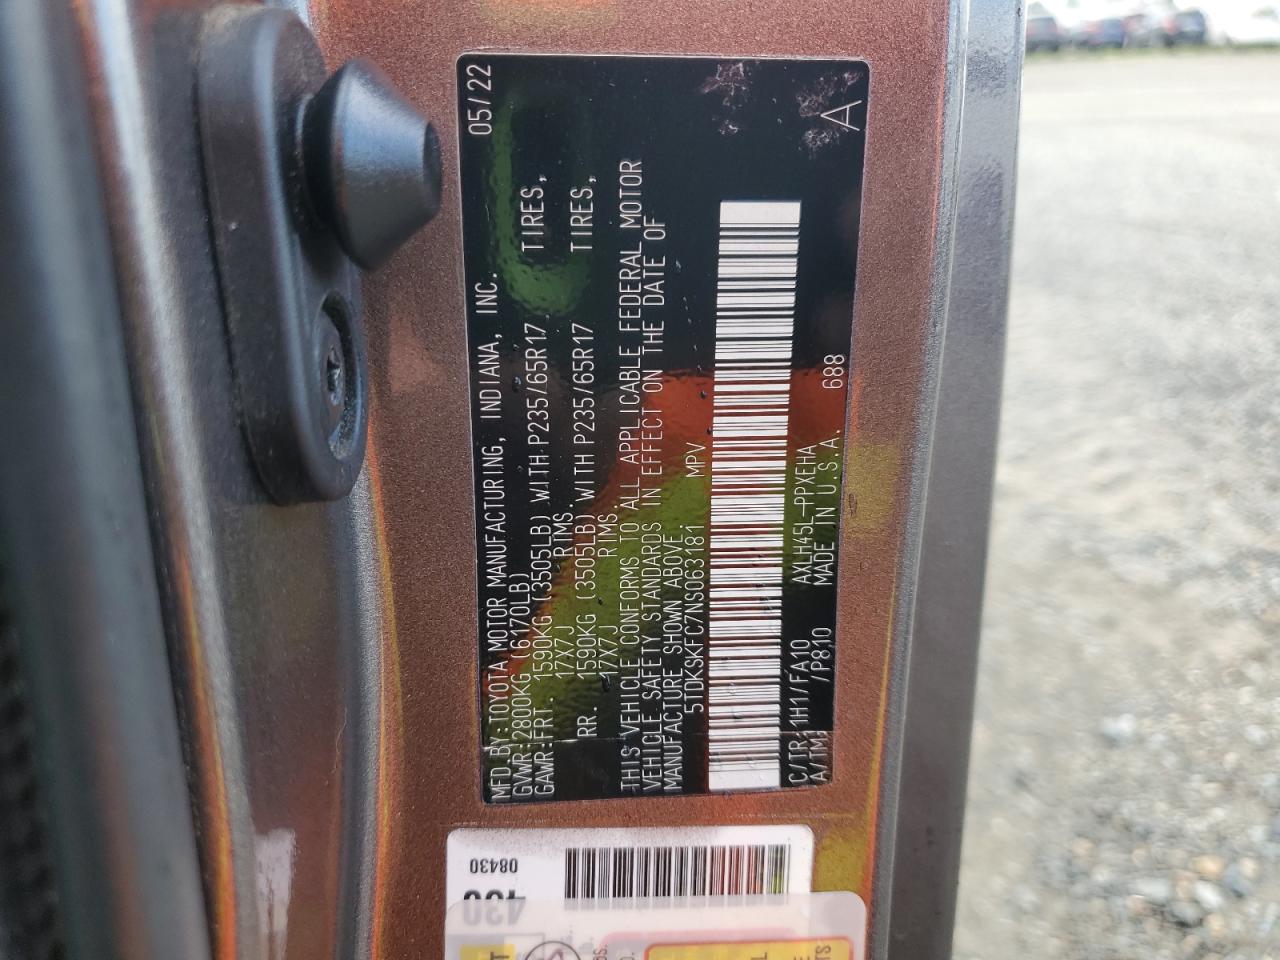 MFD BY:TOYOTA MOTOR MANUFACTURING, INDIANA, INC. 05/22
GVWR:2800KG (6170LB)
GAWR:FRT. 1590KG (3505LB) WITH P235/65R17 TIRES,
17X7J RIMS.
RR. 1590KG (3505LB) WITH P235/65R17 TIRES,
17X7J RIMS.
THIS VEHICLE CONFORMS TO ALL APPLICABLE FEDERAL MOTOR
VEHICLE SAFETY STANDARDS IN EFFECT ON THE DATE OF
MANUFACTURE SHOWN ABOVE.
5TDKSKFC7NS063181 MPV
C/TR:1H1/FA10 AXLH45L-PPXEHA
A/TM: /P810 MADE IN U.S.A. 688 A
08430
430